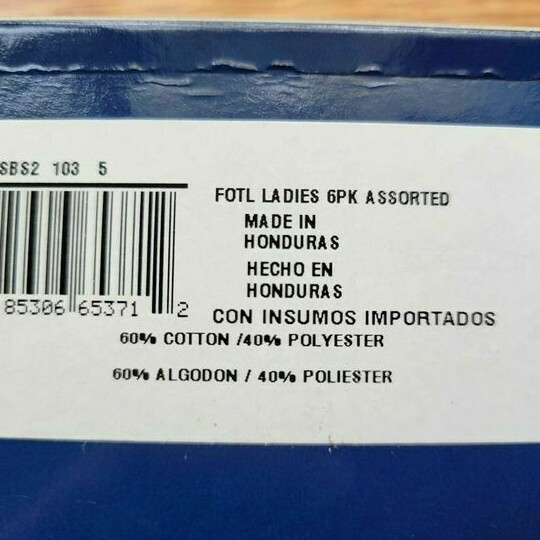 SBS2 103 5
FOTL LADIES 6PK ASSORTED
MADE IN
HONDURAS
HECHO EN
HONDURAS
85306 65371 2
CON INSUMOS IMPORTADOS
60% COTTON /40% POLYESTER
60% ALGODON / 40% POLIESTER